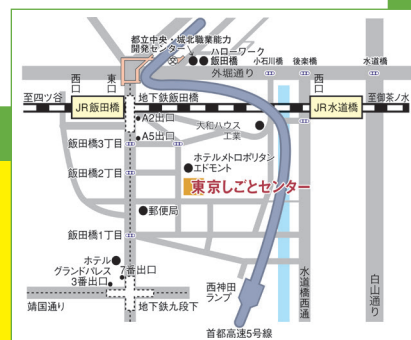 都立中央・城北職業能力
開発センター
ハローワーク
飯田橋
小石川橋
後楽橋
水道橋
外堀通り
西口
東口
西口
至四ツ谷
JR飯田橋
地下鉄飯田橋
JR水道橋
至御茶ノ水
A2出口
大和ハウス
工業
A5出口
飯田橋3丁目
ホテルメトロポリタン
エドモント
飯田橋2丁目
東京しごとセンター
郵便局
飯田橋1丁目
ホテル
グランドパレス
7番出口
3番出口
西神田
ランプ
水道橋西通
白山通り
靖国通り
地下鉄九段下
首都高速5号線